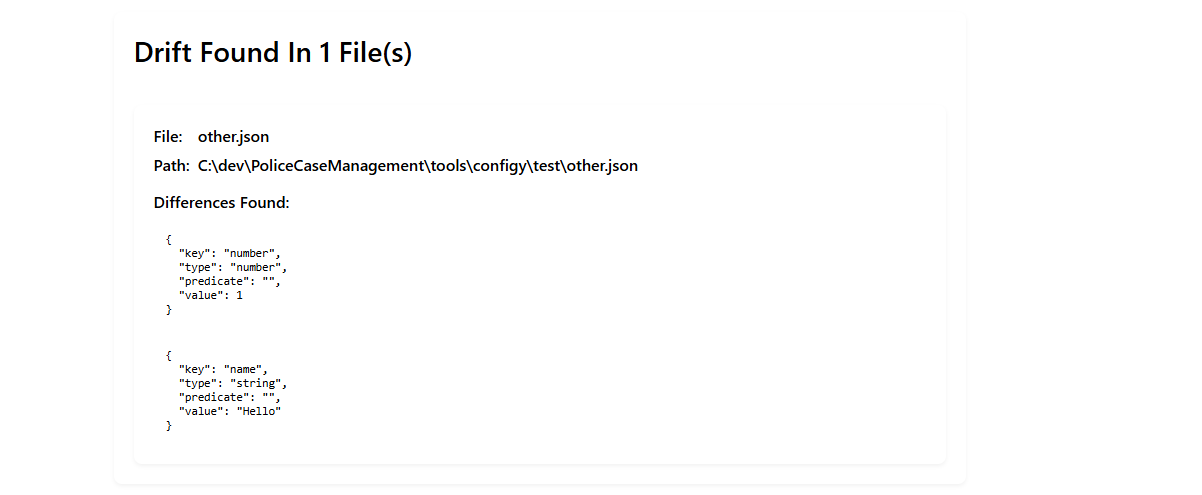 Drift Found In 1 File(s)
File: other.json
Path: C:\dev\PoliceCaseManagement\tools\configy\test\other.json
Differences Found:
{
"key": "number",
"type": "number",
"predicate": "",
"value": 1
}
{
"key": "name",
"type": "string",
"predicate": "",
"value": "Hello"
}